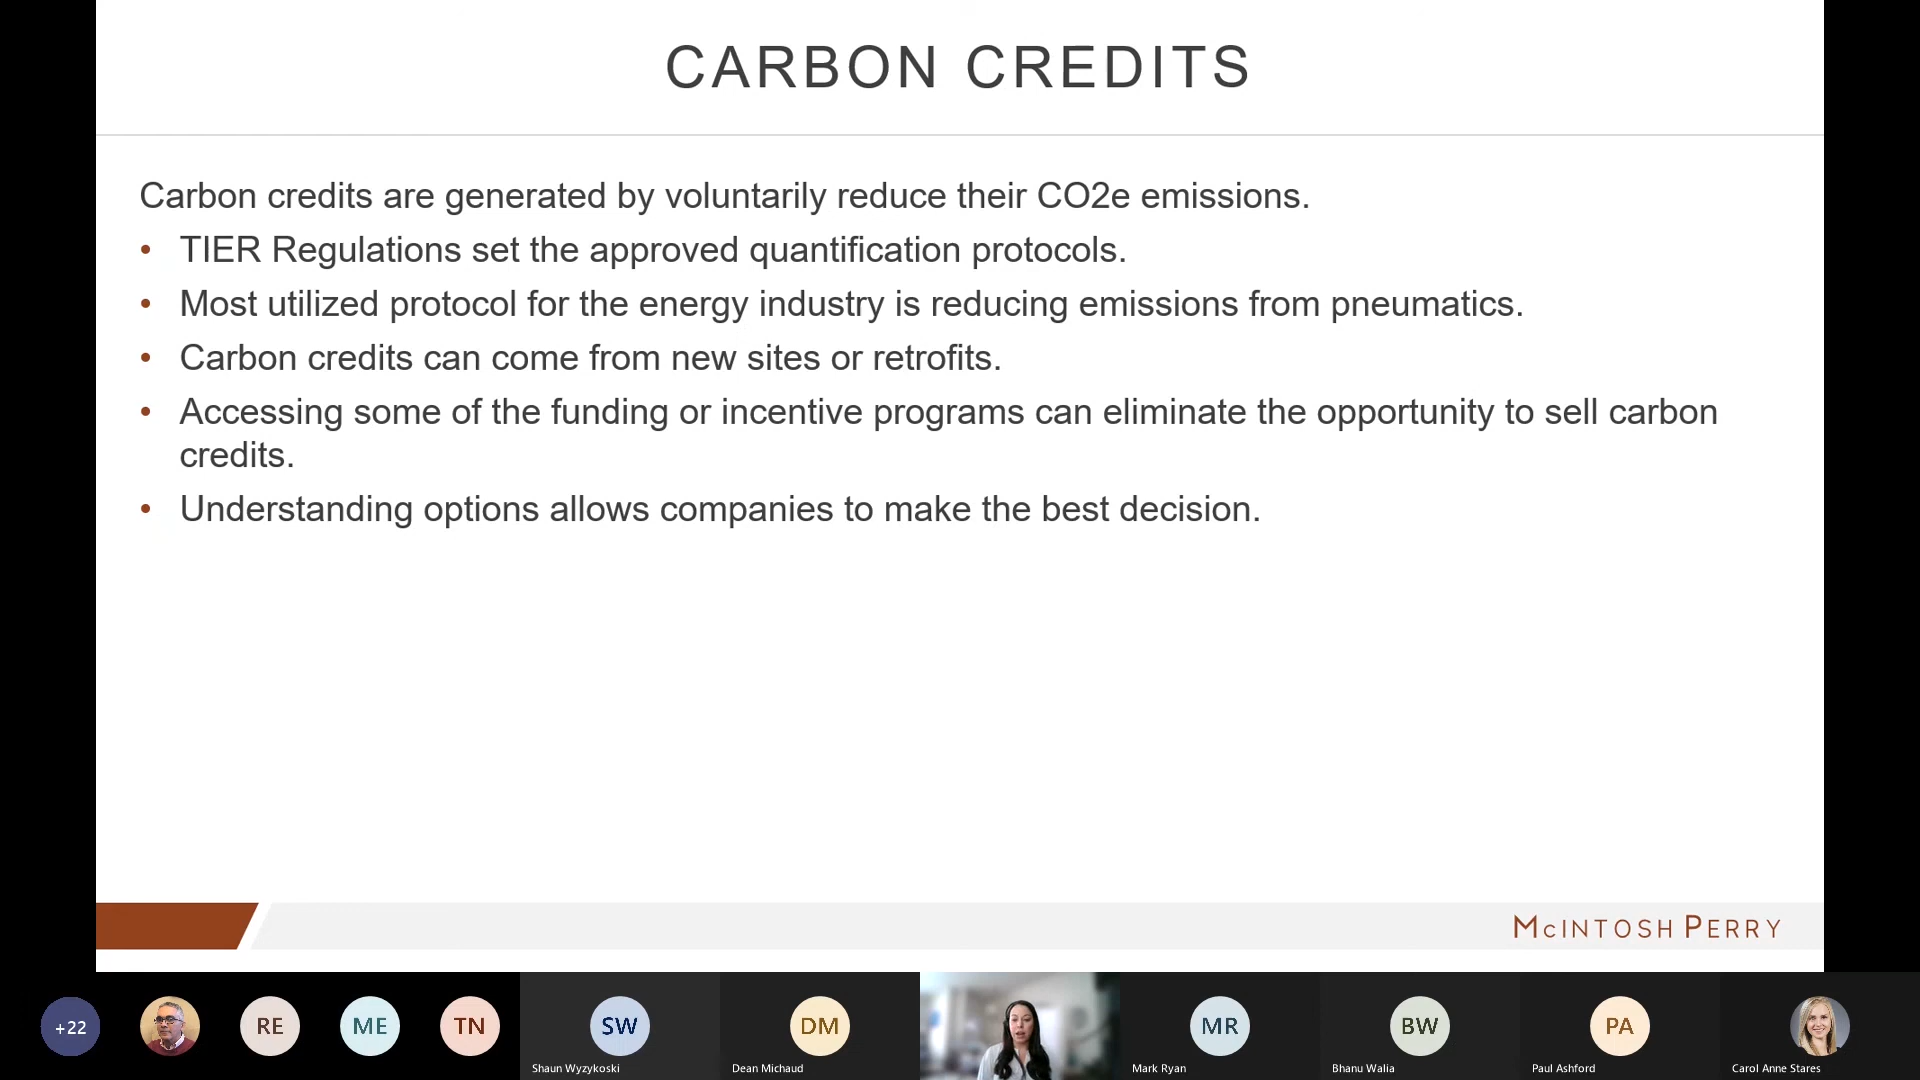 CARBON CREDITS
Carbon credits are generated by voluntarily reduce their CO2e emissions.
• TIER Regulations set the approved quantification protocols.
• Most utilized protocol for the energy industry is reducing emissions from pneumatics.
• Carbon credits can come from new sites or retrofits.
• Accessing some of the funding or incentive programs can eliminate the opportunity to sell carbon
credits.
• Understanding options allows companies to make the best decision.
McINTOSH PERRY
+22
RE
ME
TN
SW
DM
MR
BW
PA
Shaun Wyzykoski
Dean Michaud
Mark Ryan
Bhanu Walia
Paul Ashford
Carol Anne Stares